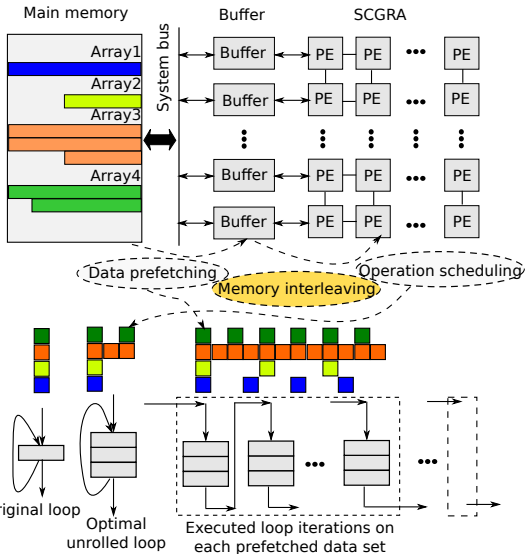 Main memory
Buffer
SCGRA
Array1
Array2
Array3
Array4
System bus
Buffer
PE
PE
•••
PE
Buffer
PE
PE
•••
PE
Buffer
PE
PE
•••
PE
Buffer
PE
PE
•••
PE
Data prefetching
Operation scheduling
Memory interleaving
•••
•••
riginal loop
Optimal
unrolled loop
Executed loop iterations on
each prefetched data set